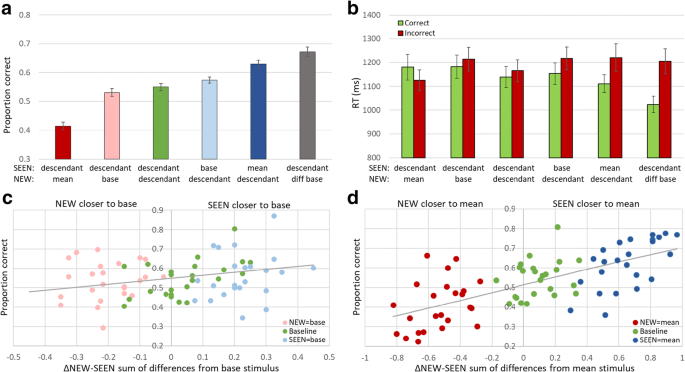 a
Proportion correct
0.8
0.7
0.6
0.5
0.4
0.3
SEEN: descendant descendant descendant base mean descendant
NEW: mean base descendant descendant descendant diff base
b
Correct
Incorrect
RT (ms)
1400
1300
1200
1100
1000
900
800
SEEN: descendant descendant descendant base mean descendant
NEW: mean base descendant descendant descendant diff base
c
NEW closer to base SEEN closer to base
Proportion correct
0.9
0.8
0.7
0.6
0.5
0.4
0.3
0.2
NEW=base
Baseline
SEEN=base
-0.5 -0.4 -0.3 -0.2 -0.1 0 0.1 0.2 0.3 0.4 0.5
ΔNEW-SEEN sum of differences from base stimulus
d
NEW closer to mean SEEN closer to mean
Proportion correct
0.9
0.8
0.7
0.6
0.5
0.4
0.3
0.2
NEW=mean
Baseline
SEEN=mean
-1 -0.8 -0.6 -0.4 -0.2 0 0.2 0.4 0.6 0.8 1
ΔNEW-SEEN sum of differences from mean stimulus